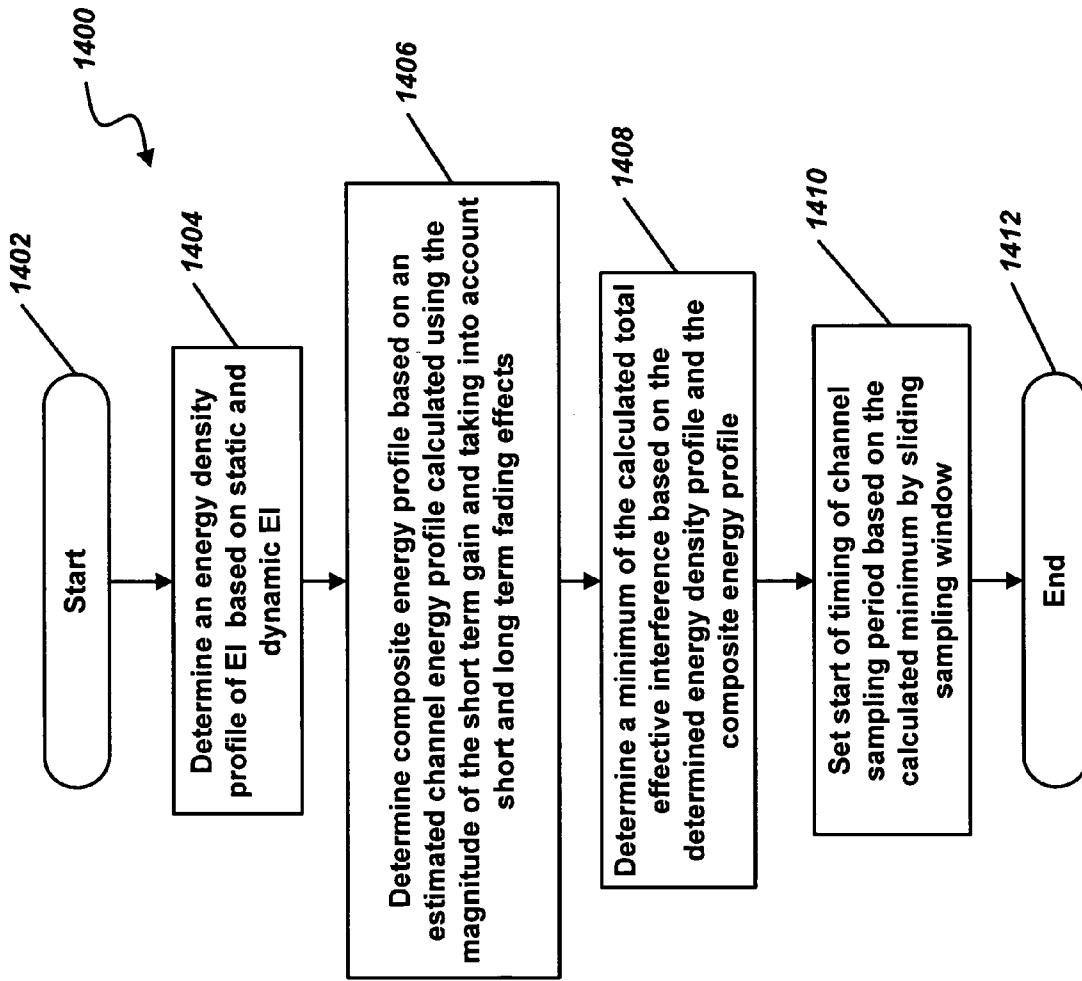 1400
1402
Start
1404
Determine an energy density
profile of EI based on static and
dynamic EI
1406
Determine composite energy profile based on an
estimated channel energy profile calculated using the
magnitude of the short term gain and taking into account
short and long term fading effects
1408
Determine a minimum of the calculated total
effective interference based on the
determined energy density profile and the
composite energy profile
1410
Set start of timing of channel
sampling period based on the
calculated minimum by sliding
sampling window
1412
End